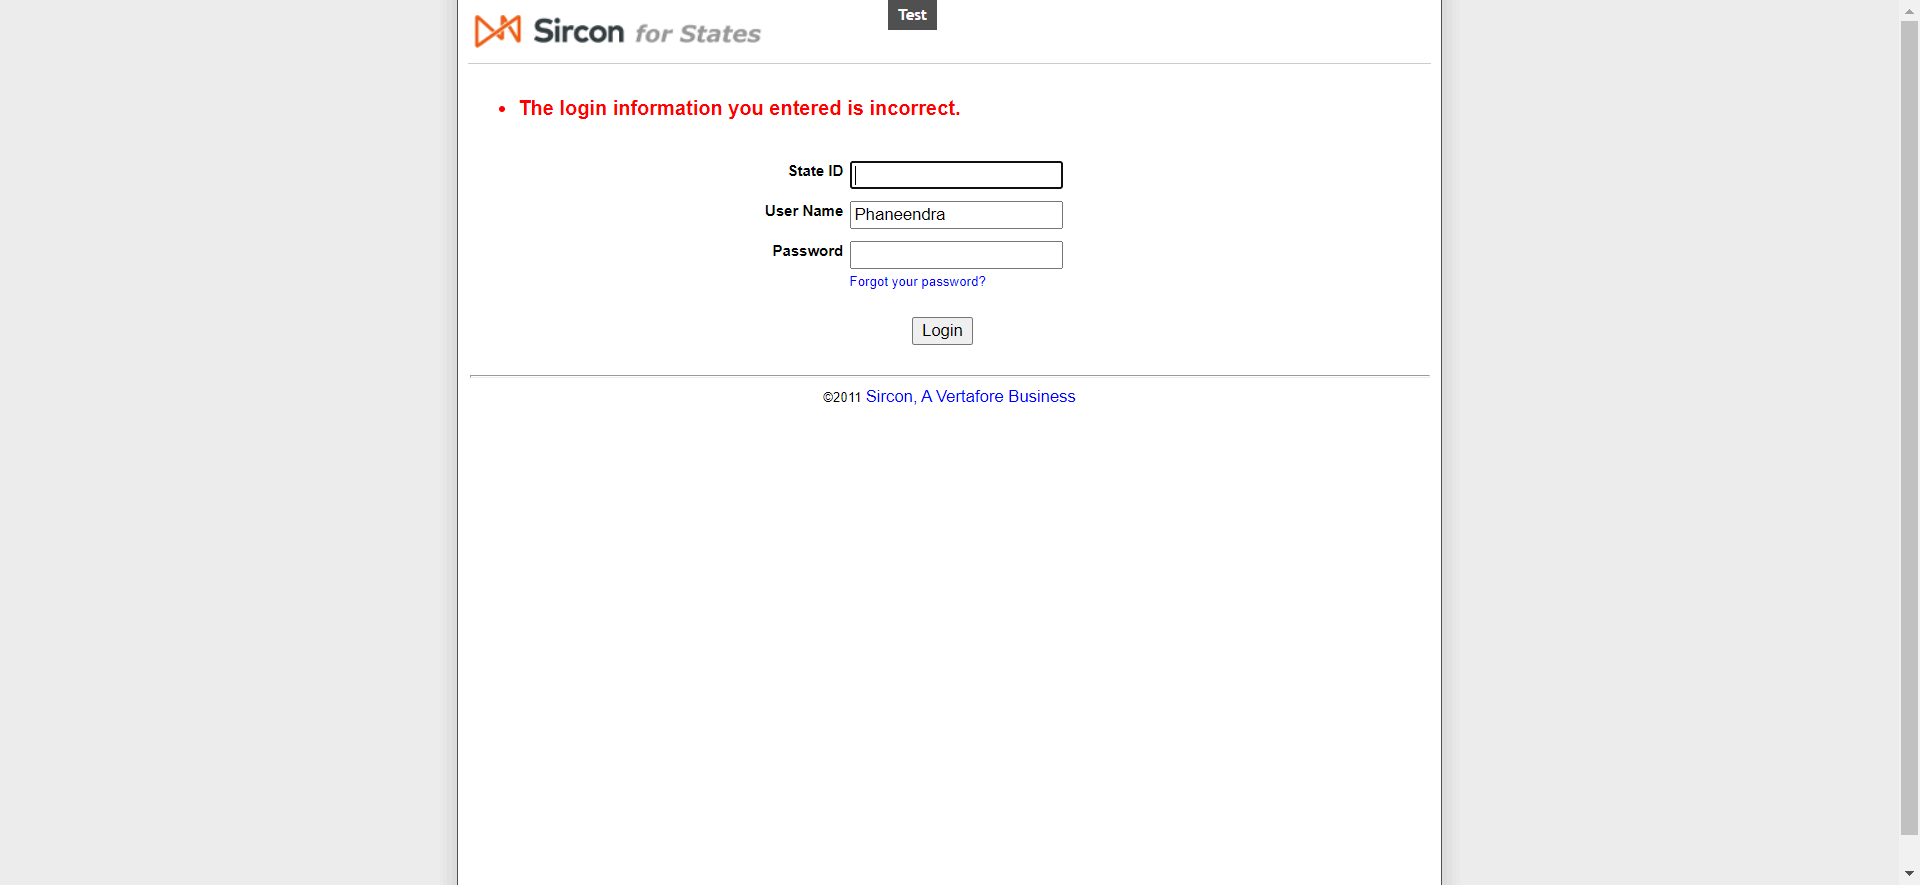 Test
Sircon for States
The login information you entered is incorrect.
State ID
User Name Phaneendra
Password
Forgot your password?
Login
©2011 Sircon, A Vertafore Business